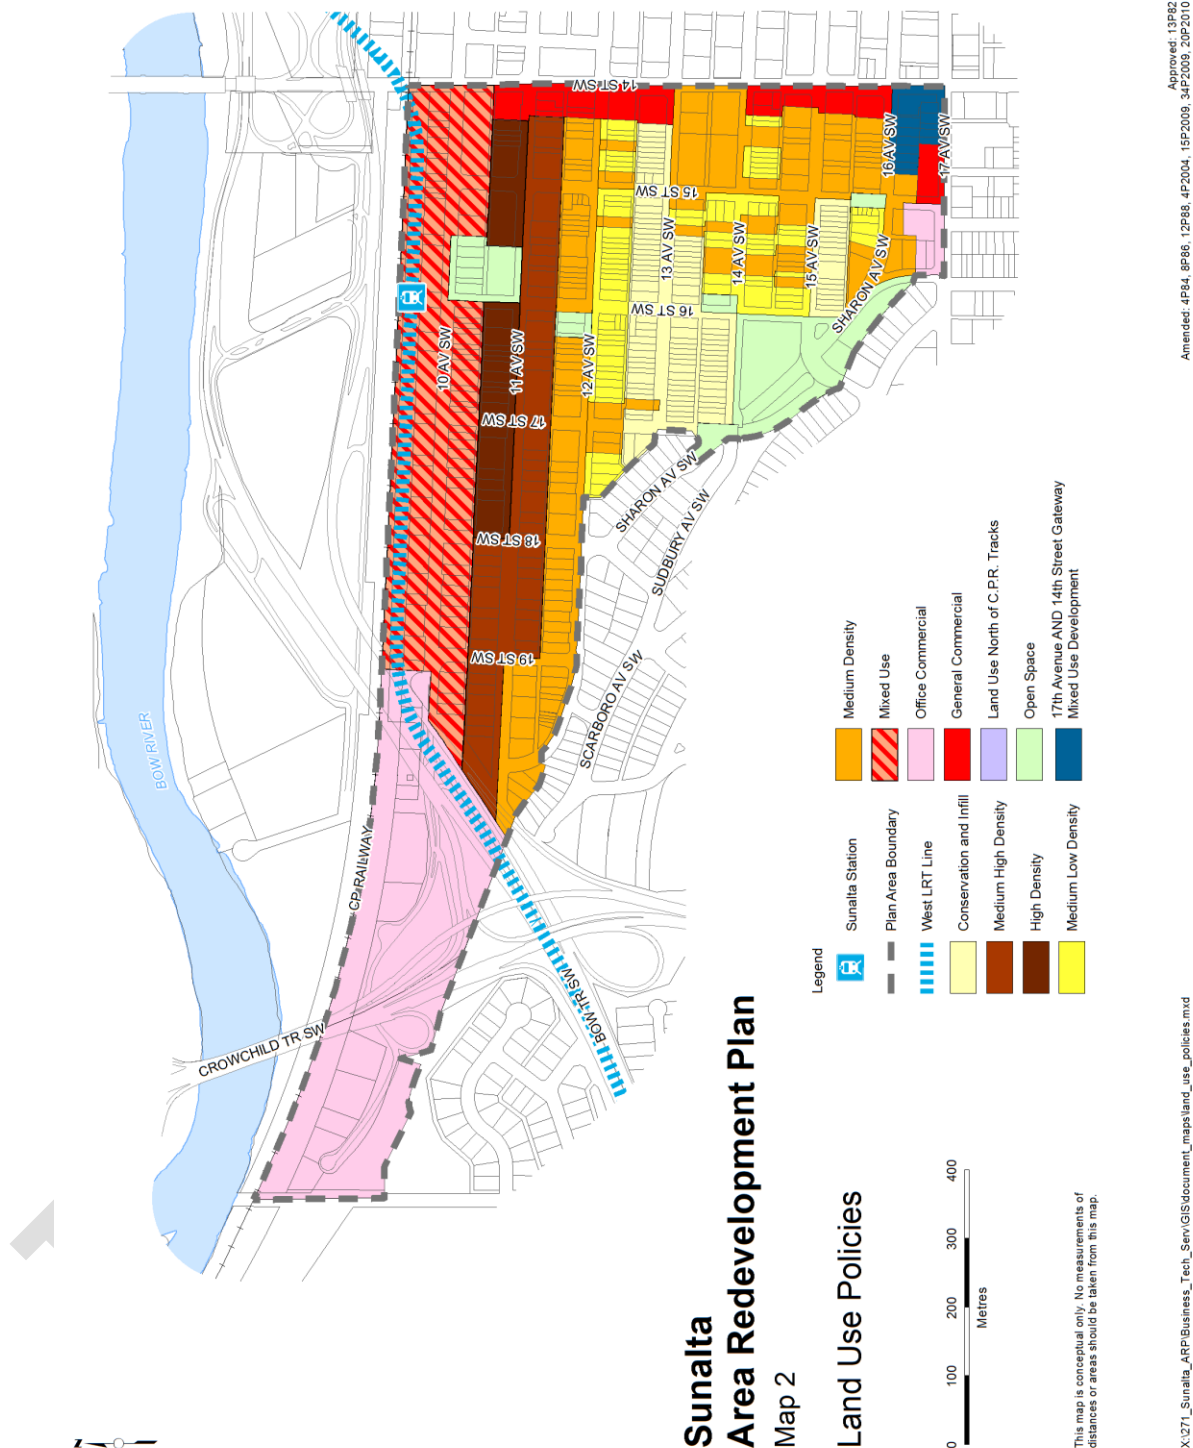 Approved: 13P82
Amended: 4P84, 8P86, 12P88, 4P2004, 15P2009, 34P2009, 20P2010
BOW RIVER
CROWCHILD TR SW
CP RAILWAY
BOW TR SW
14 ST SW
15 ST SW
16 ST SW
17 ST SW
18 ST SW
19 ST SW
10 AV SW
11 AV SW
12 AV SW
13 AV SW
14 AV SW
15 AV SW
16 AV SW
17 AV SW
SHARON AV SW
SHARON AV SW
SUDBURY AV SW
SCARBORO AV SW
Sunalta
Area Redevelopment Plan
Map 2
Land Use Policies
Legend
Sunalta Station
Plan Area Boundary
West LRT Line
Conservation and Infill
Medium High Density
High Density
Medium Low Density
Medium Density
Mixed Use
Office Commercial
General Commercial
Land Use North of C.P.R. Tracks
Open Space
17th Avenue AND 14th Street Gateway
Mixed Use Development
0 100 200 300 400
Metres
This map is conceptual only. No measurements of
distances or areas should be taken from this map.
X:\271_Sunalta_ARP\Business_Tech_Serv\GIS\document_maps\land_use_policies.mxd